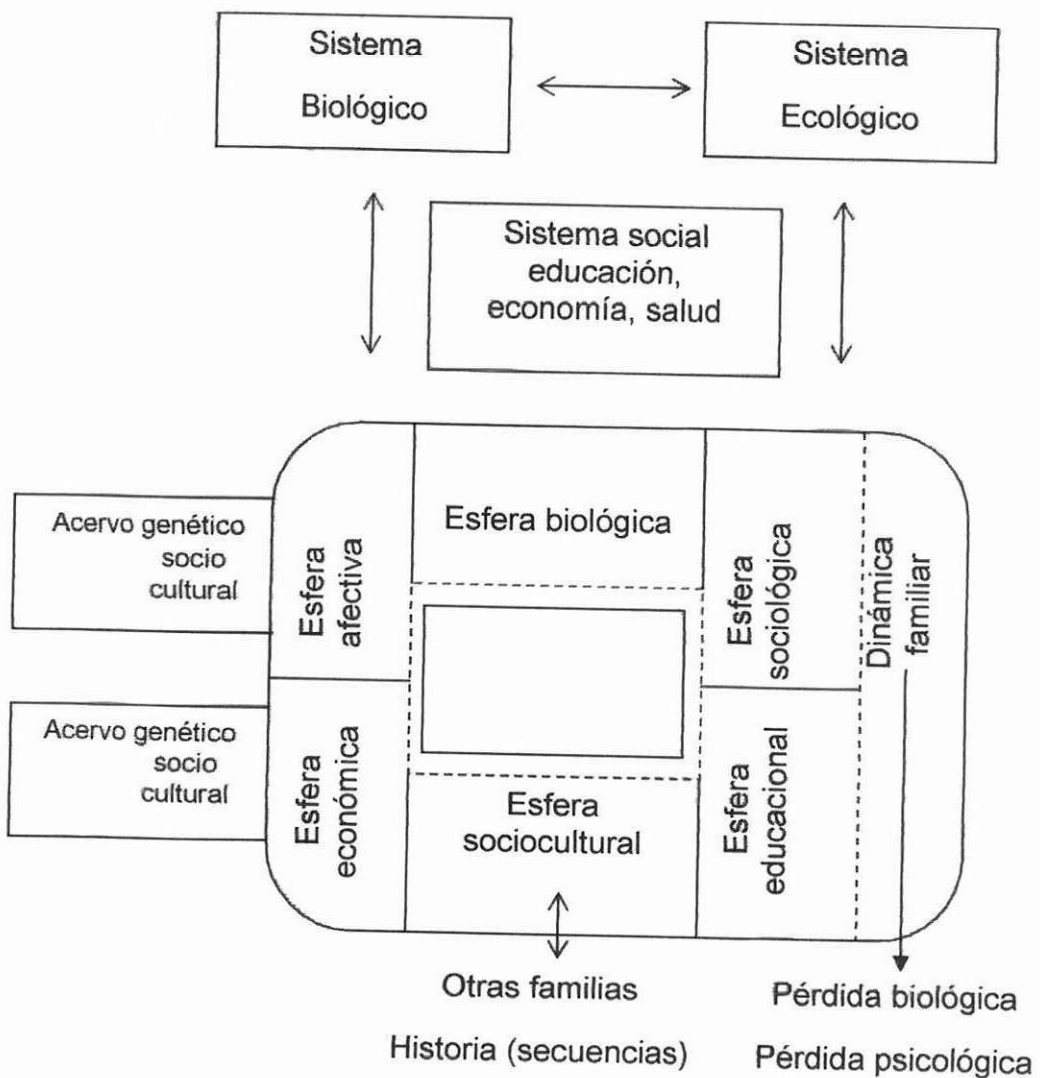 Sistema
Biológico
Sistema
Ecológico
Sistema social
educación,
economía, salud
Acervo genético
socio
cultural
Acervo genético
socio
cultural
Esfera
afectiva
Esfera
económica
Esfera biológica
Esfera
sociocultural
Esfera
sociológica
Esfera
educacional
Dinámica
familiar
Otras familias
Historia (secuencias)
Pérdida biológica
Pérdida psicológica